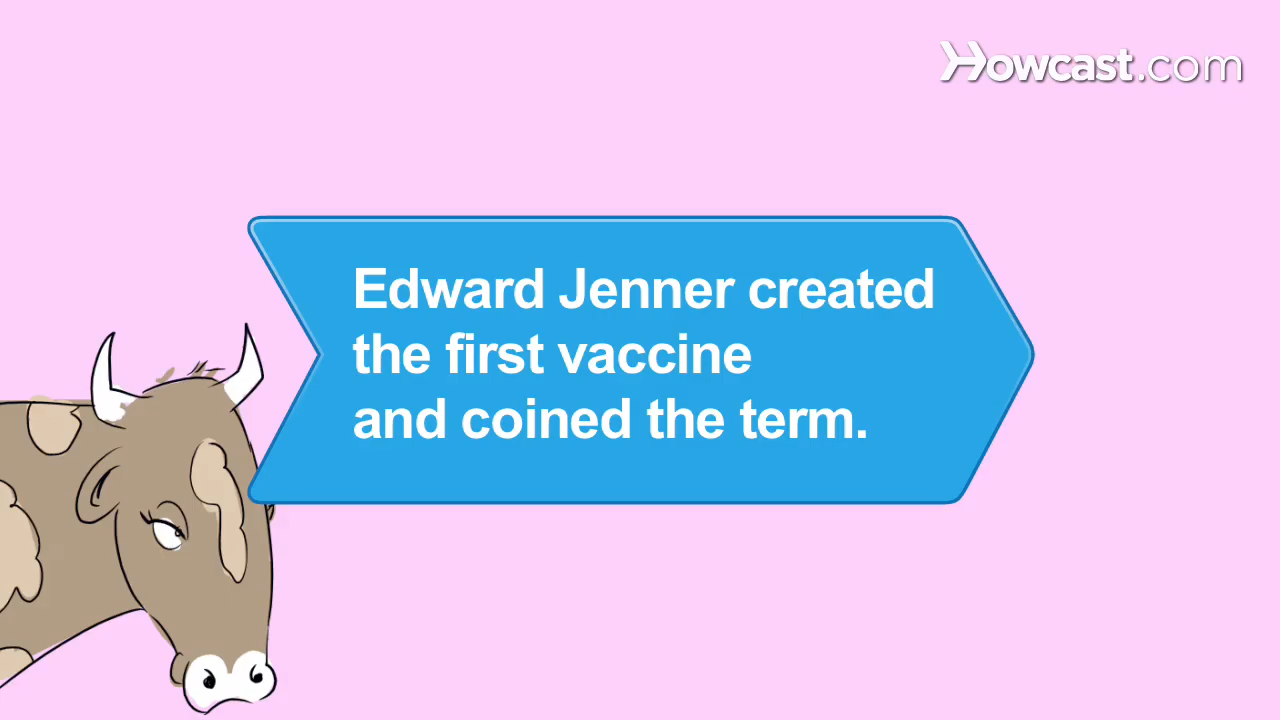 Howcast.com
Edward Jenner created
the first vaccine
and coined the term.